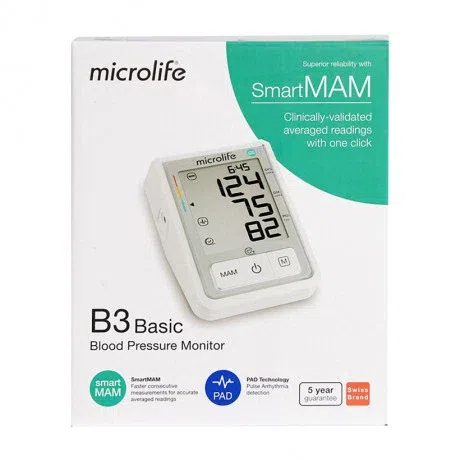 microlife®
Superior reliability with
SmartMAM
Clinically-validated
averaged readings
with one click
microlife
6:45
124
75
82
MAM
M
B3 Basic
Blood Pressure Monitor
smart
MAM
SmartMAM
Faster consecutive
measurements for accurate
averaged readings
PAD
PAD Technology
Pulse Arrhythmia
detection
5 year
guarantee
Swiss
Brand